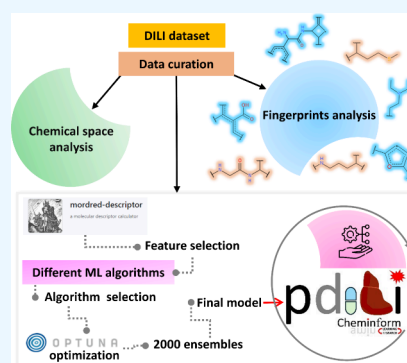 DILI dataset
Data curation
Chemical space
analysis
Fingerprints analysis
mordred-descriptor
a molecular descriptor calculator
Feature selection
Different ML algorithms
Algorithm selection
Final model
OPTUNA
optimization
2000 ensembles
pdiLi
Cheminform